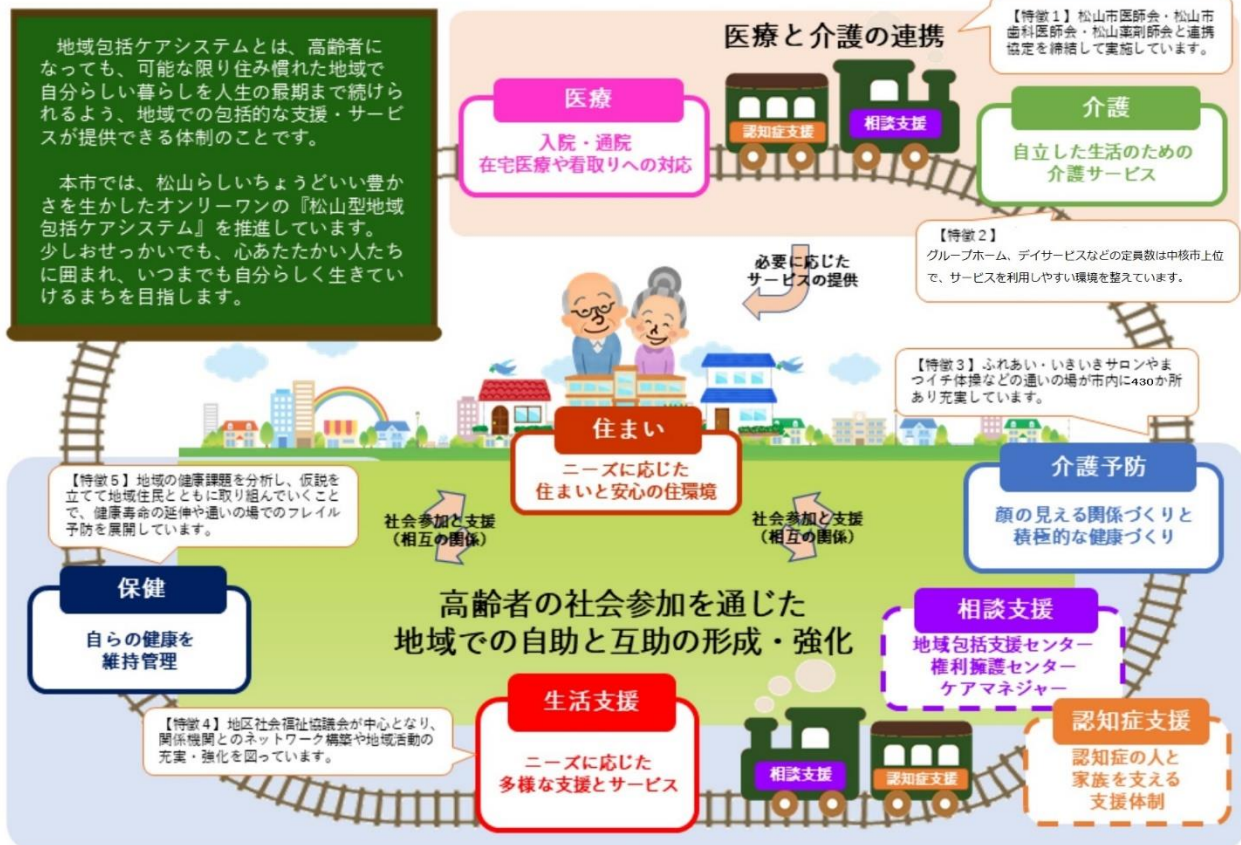 地域包括ケアシステムとは、高齢者に
なっても、可能な限り住み慣れた地域で
自分らしい暮らしを人生の最期まで続けら
れるよう、地域での包括的な支援・サービ
スが提供できる体制のことです。
本市では、松山らしいちょうどいい豊か
さを生かしたオンリーワンの『松山型地域
包括ケアシステム』を推進しています。
少しおせっかいでも、心あたたかい人たち
に囲まれ、いつまでも自分らしく生きてい
けるまちを目指します。
医療と介護の連携
【特徴1】松山市医師会・松山市
歯科医師会・松山薬剤師会と連携
協定を締結して実施しています。
医療
入院・通院
在宅医療や看取りへの対応
認知症支援
相談支援
介護
自立した生活のための
介護サービス
【特徴2】
グループホーム、デイサービスなどの定員数は中核市上位
で、サービスを利用しやすい環境を整えています。
必要に応じた
サービスの提供
【特徴3】ふれあい・いきいきサロンやま
つイチ体操などの通いの場が市内に430か所
あり充実しています。
住まい
ニーズに応じた
住まいと安心の住環境
介護予防
顔の見える関係づくりと
積極的な健康づくり
【特徴5】地域の健康課題を分析し、仮説を
立てて地域住民とともに取り組んでいくこと
で、健康寿命の延伸や通いの場でのフレイル
予防を展開しています。
社会参加と支援
（相互の関係）
社会参加と支援
（相互の関係）
保健
自らの健康を
維持管理
高齢者の社会参加を通じた
地域での自助と互助の形成・強化
相談支援
地域包括支援センター
権利擁護センター
ケアマネジャー
生活支援
ニーズに応じた
多様な支援とサービス
【特徴4】地区社会福祉協議会が中心となり、
関係機関とのネットワーク構築や地域活動の
充実・強化を図っています。
相談支援
認知症支援
認知症支援
認知症の人と
家族を支える
支援体制